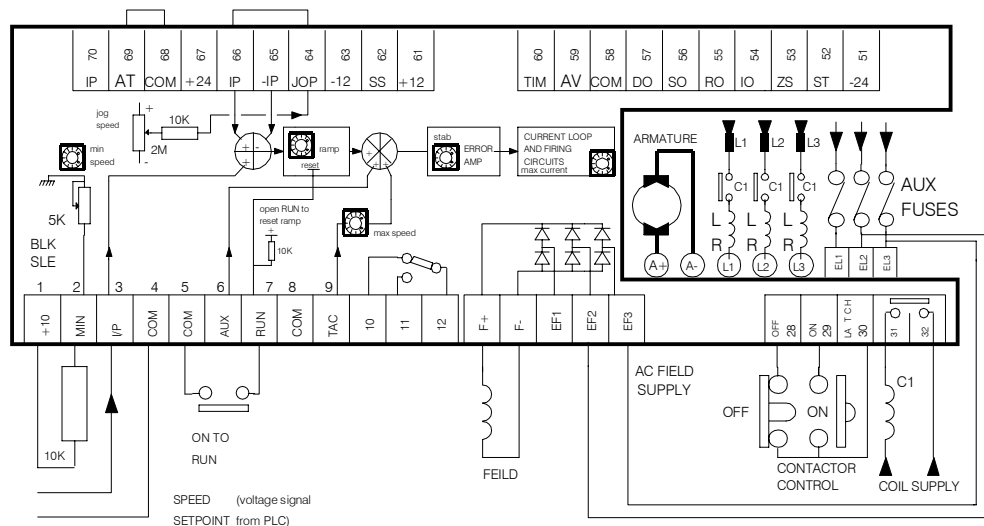 70 69 68 67 66 65 64 63 62 61
IP AT COM +24 IP -IP JOP -12 SS +12
60 59 58 57 56 55 54 53 52 51
TIM AV COM DO SO RO IO ZS ST -24
jog
speed
+
10K
2M
-
min
speed
5K
BLK
SLE
+ - +
ramp
reset
open RUN to
reset ramp
+
10K
+ -
+ +
max speed
stab
ERROR
AMP
CURRENT LOOP
AND FIRING
CIRCUITS
max current
ARMATURE
L1 L2 L3
C1 C1 C1
L L L
R R R
A+ A- L1 L2 L3
EL1 EL2 EL3
AUX
FUSES
1 2 3 4 5 6 7 8 9 10 11 12
+10 MIN I/P COM COM AUX RUN COM TAC
F+ F- EF1 EF2 EF3
OFF 28 ON 29 LA T CH 30 31 32
10K
ON TO
RUN
SPEED (voltage signal
SETPOINT from PLC)
FEILD
AC FIELD
SUPPLY
OFF ON
CONTACTOR
CONTROL
C1
COIL SUPPLY